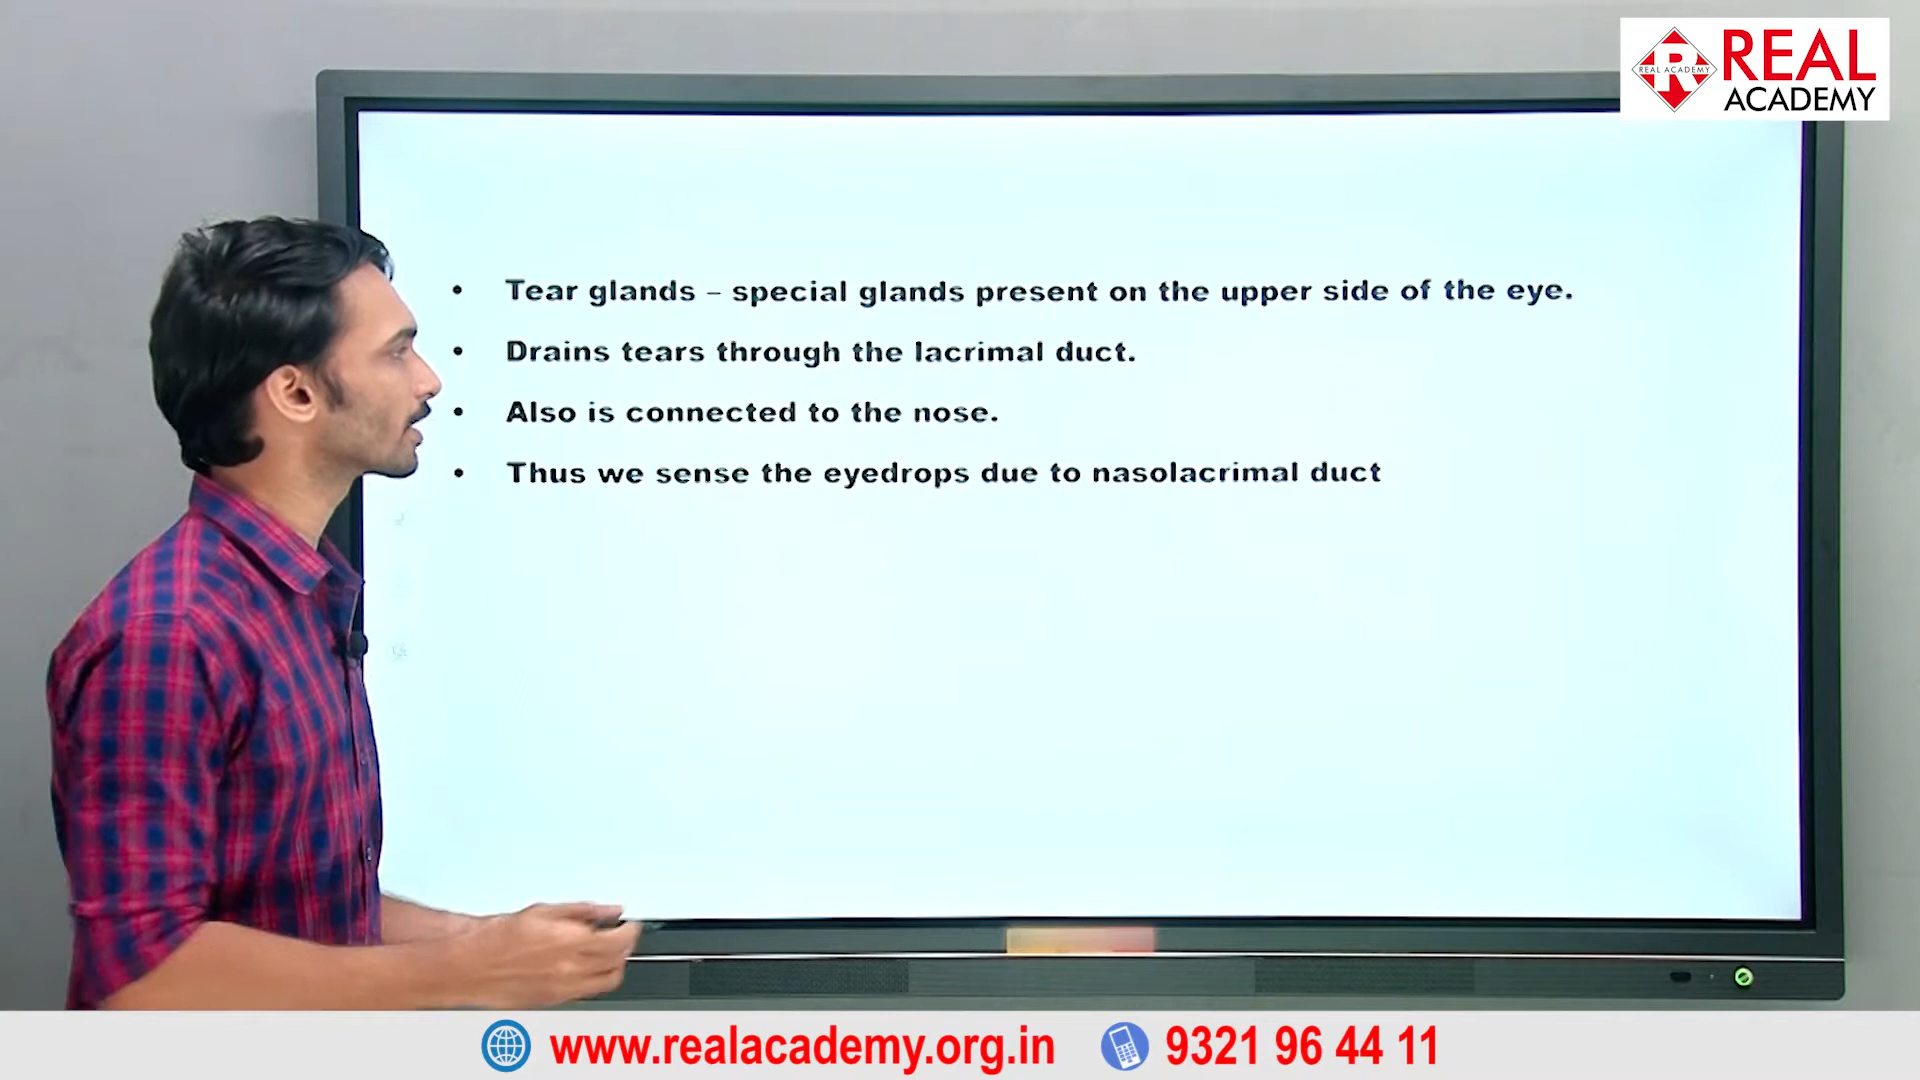 REAL ACADEMY
REAL
ACADEMY
• Tear glands – special glands present on the upper side of the eye.
• Drains tears through the lacrimal duct.
• Also is connected to the nose.
• Thus we sense the eyedrops due to nasolacrimal duct
www.realacademy.org.in 9321 96 44 11